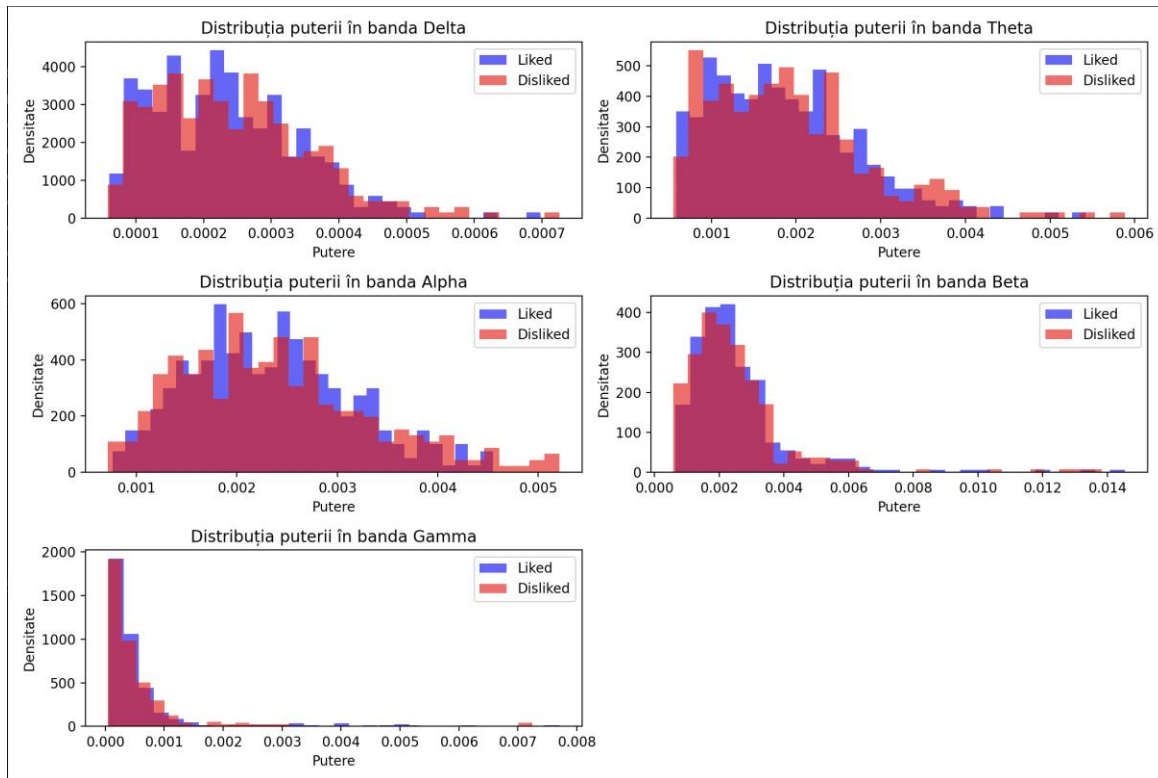 Distribuția puterii în banda Delta
Densitate
4000
3000
2000
1000
0
0.0001 0.0002 0.0003 0.0004 0.0005 0.0006 0.0007
Putere
Liked
Disliked
Distribuția puterii în banda Theta
Densitate
500
400
300
200
100
0
0.001 0.002 0.003 0.004 0.005 0.006
Putere
Liked
Disliked
Distribuția puterii în banda Alpha
Densitate
600
400
200
0
0.001 0.002 0.003 0.004 0.005
Putere
Liked
Disliked
Distribuția puterii în banda Beta
Densitate
400
300
200
100
0
0.000 0.002 0.004 0.006 0.008 0.010 0.012 0.014
Putere
Liked
Disliked
Distribuția puterii în banda Gamma
Densitate
2000
1500
1000
500
0
0.000 0.001 0.002 0.003 0.004 0.005 0.006 0.007 0.008
Putere
Liked
Disliked